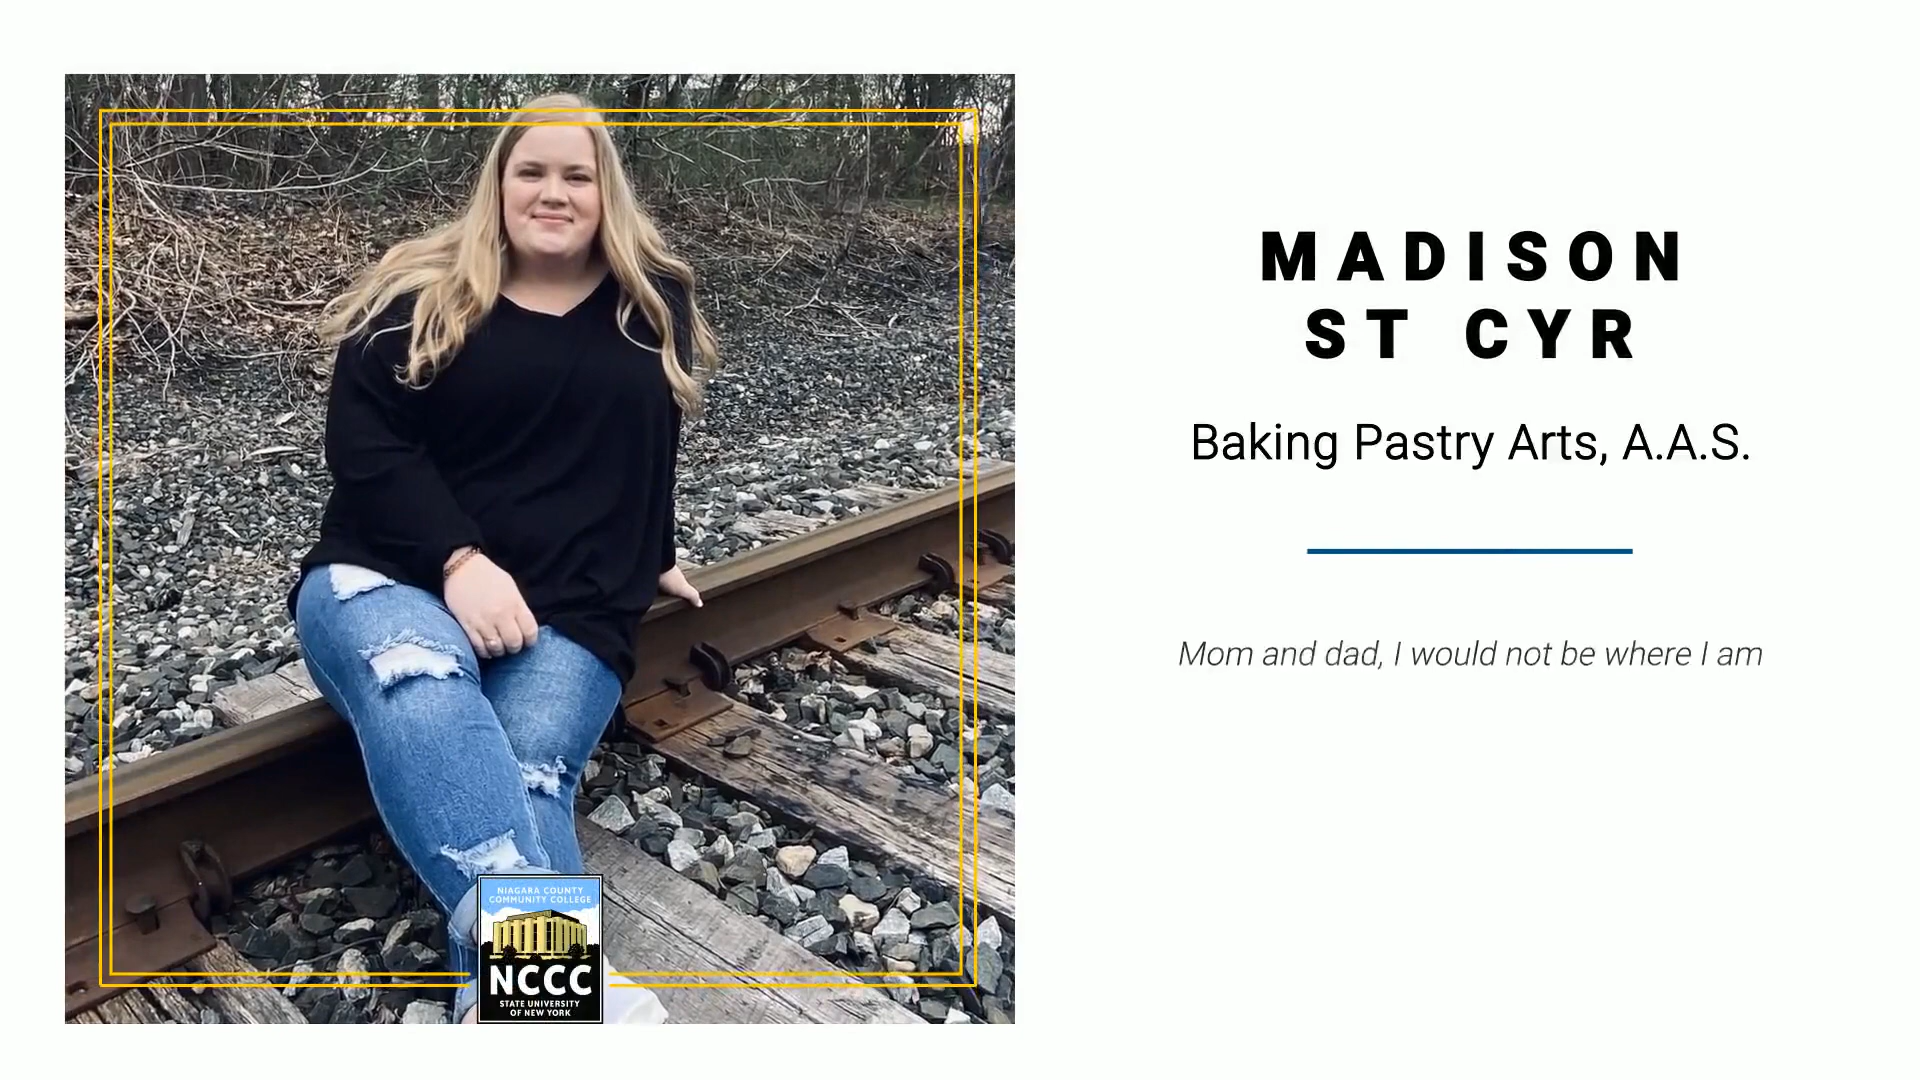 MADISON
ST CYR
Baking Pastry Arts, A.A.S.
Mom and dad, I would not be where I am
NIAGARA COUNTY
COMMUNITY COLLEGE
NCCC
STATE UNIVERSITY
OF NEW YORK